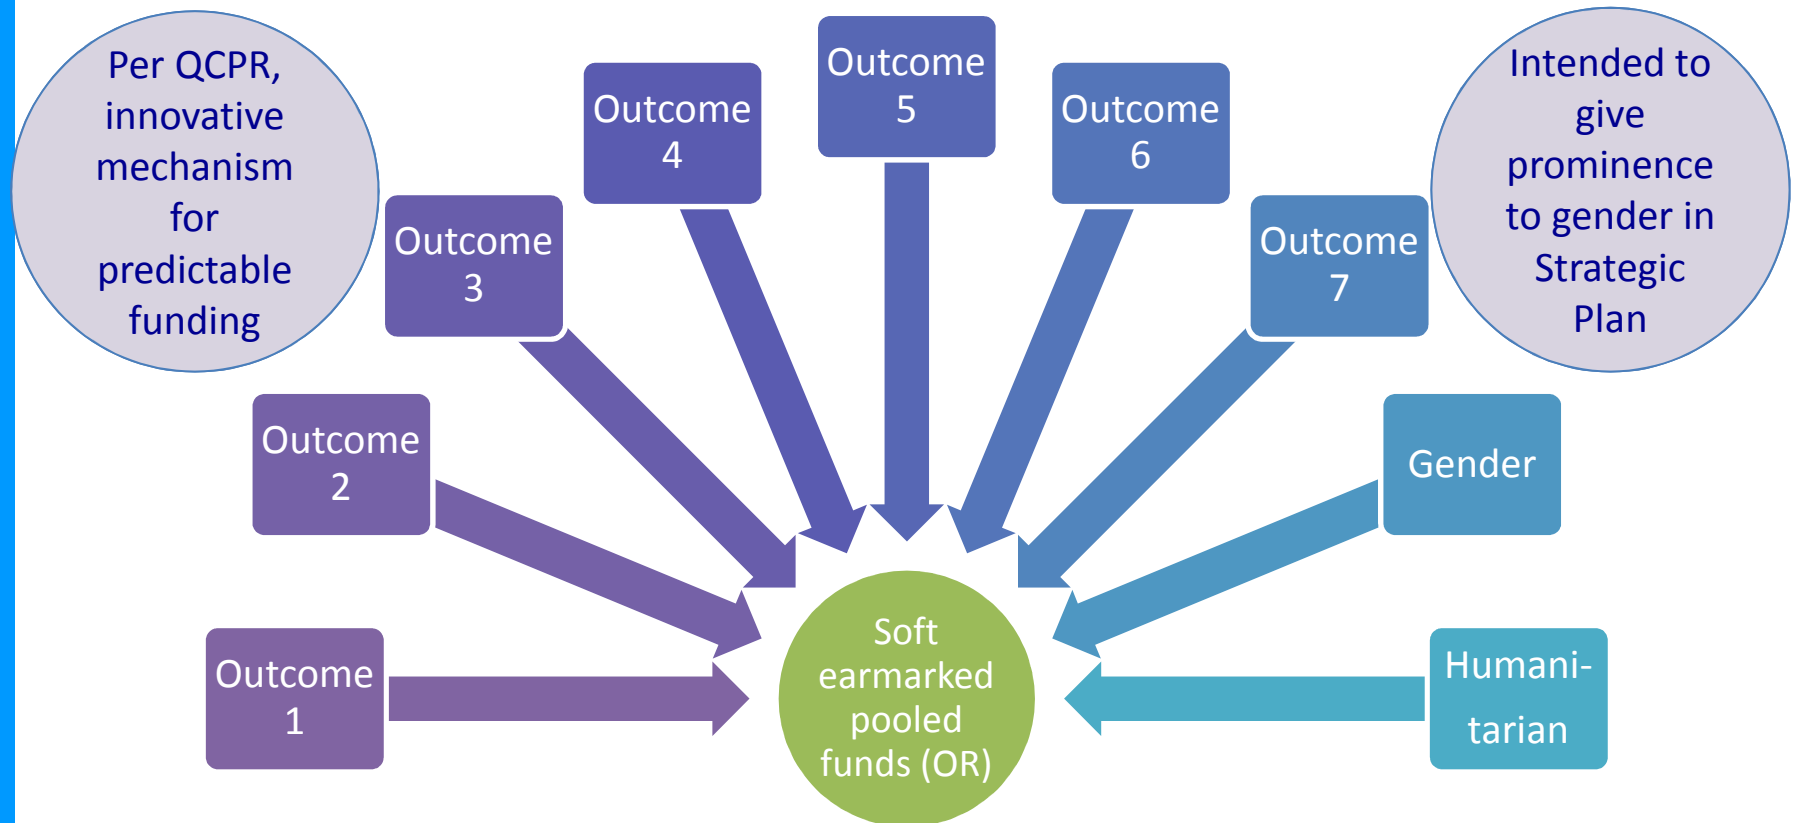 Per QCPR,
innovative
mechanism
for
predictable
funding
Outcome
1
Outcome
2
Outcome
3
Outcome
4
Outcome
5
Outcome
6
Outcome
7
Gender
Humani-
tarian
Intended to
give
prominence
to gender in
Strategic
Plan
Soft
earmarked
pooled
funds (OR)